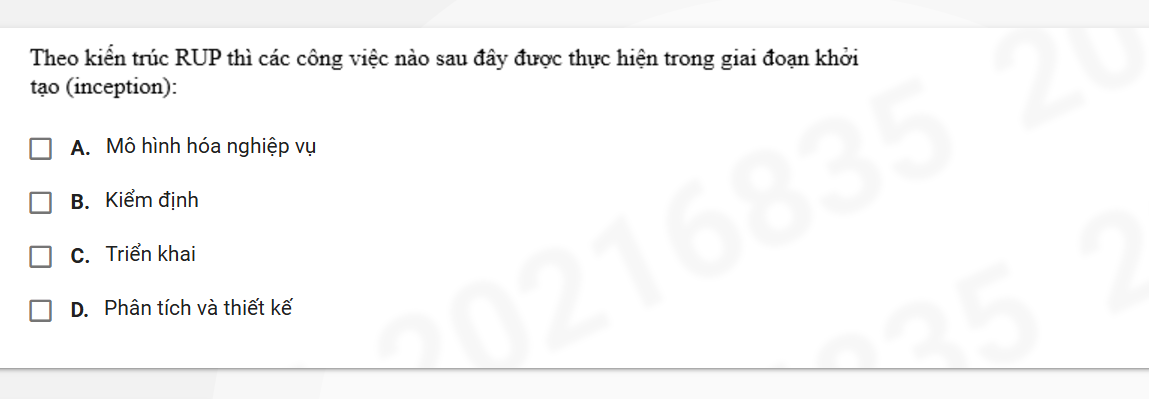 Theo kiến trúc RUP thì các công việc nào sau đây được thực hiện trong giai đoạn khởi
tạo (inception):
A. Mô hình hóa nghiệp vụ
B. Kiểm định
C. Triển khai
D. Phân tích và thiết kế
20216835 20
35 2